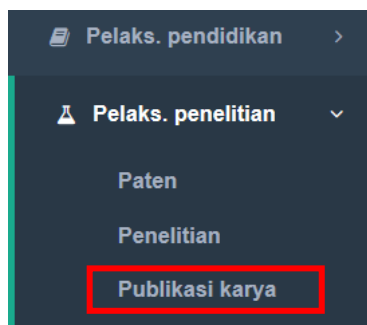 Pelaks. pendidikan
Pelaks. penelitian
Paten
Penelitian
Publikasi karya